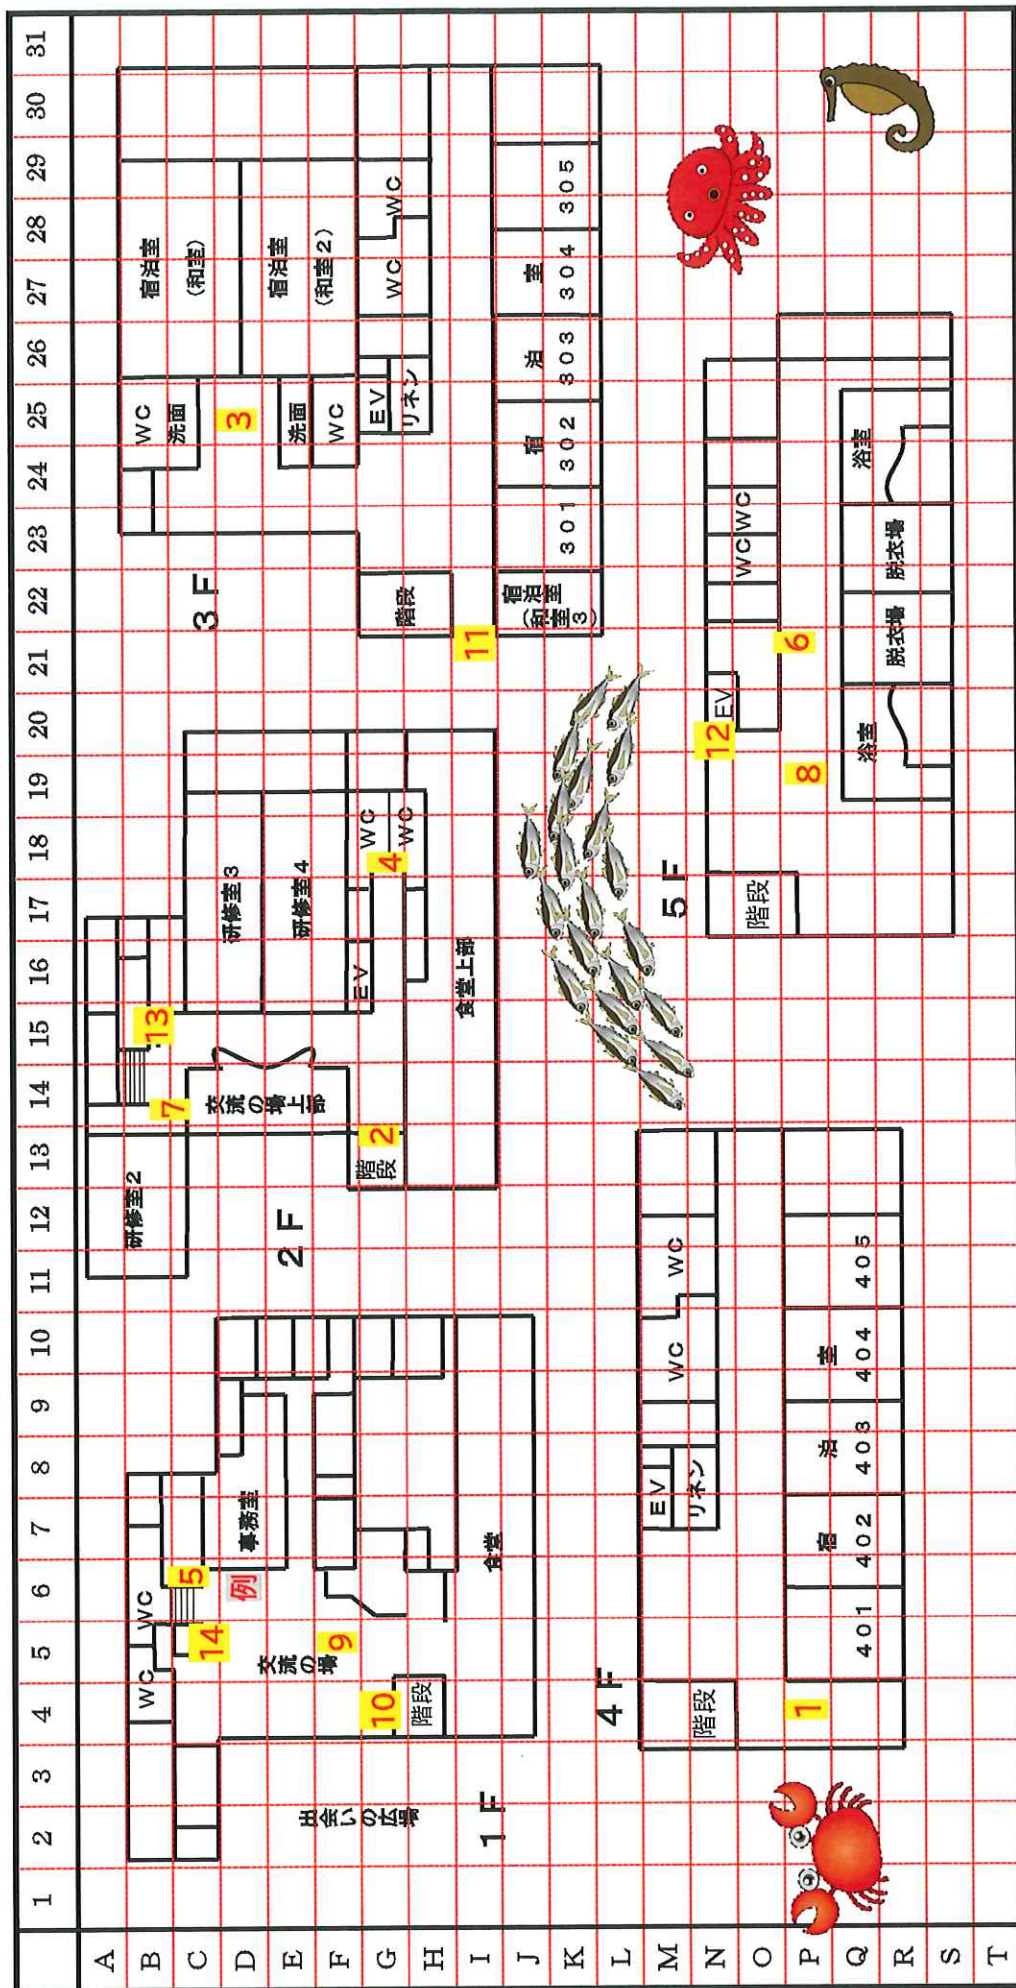 1 2 3 4 5 6 7 8 9 10 11 12 13 14 15 16 17 18 19 20 21 22 23 24 25 26 27 28 29 30 31
A
B
C
D
E
F
G
H
I
J
K
L
M
N
O
P
Q
R
S
T
1F
出会いの広場
WC
WC
14
5
例
事務室
交流の場
9
10
階段
食堂
2F
研修室2
7
13
交流の場上部
研修室3
研修室4
2
階段
EV
4
WC
WC
食堂上部
3F
WC
洗面
3
洗面
WC
宿泊室
(和室)
宿泊室
(和室2)
EV
リネン
WC
WC
階段
11
宿泊室
(和室3)
宿泊室
301 302 303 304 305
4F
階段
EV
リネン
WC
WC
1
宿泊室
401 402 403 404 405
5F
階段
12
EV
WC
WC
8
6
浴室
脱衣場
脱衣場
浴室